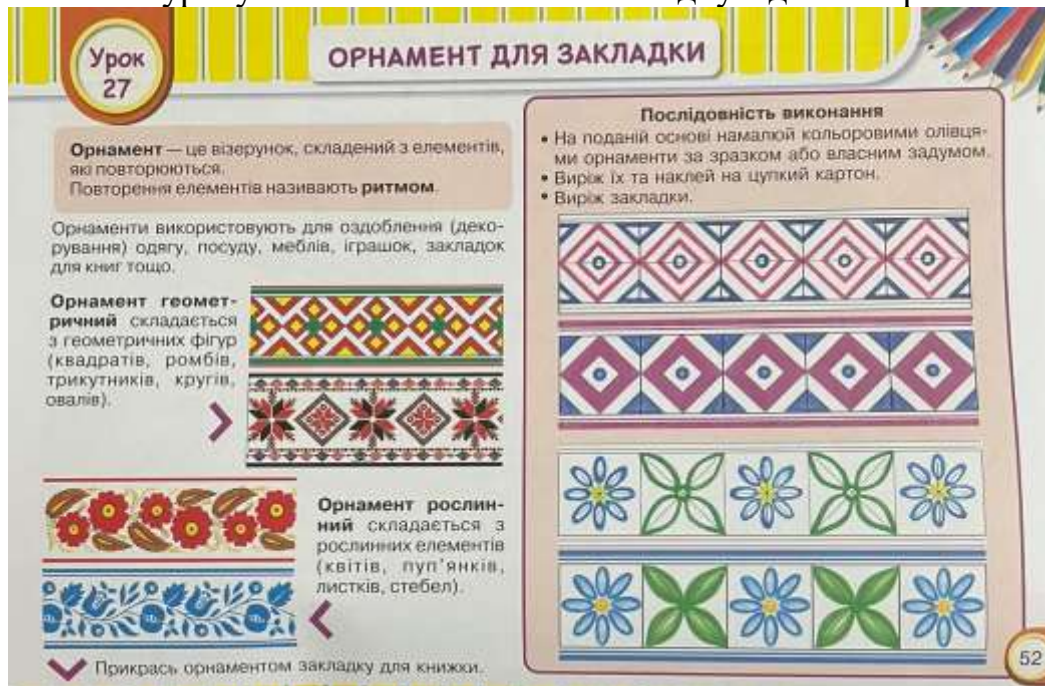 Урок
27
ОРНАМЕНТ ДЛЯ ЗАКЛАДКИ
Орнамент — це візерунок, складений з елементів,
які повторюються.
Повторення елементів називають ритмом.
Орнаменти використовують для оздоблення (деко-
рування) одягу, посуду, меблів, іграшок, закладок
для книг тощо.
Орнамент геомет-
ричний складається
з геометричних фігур
(квадратів, ромбів,
трикутників, кругів,
овалів).
Орнамент рослин-
ний складається з
рослинних елементів
(квітів, пуп'янків,
листків, стебел).
Прикрась орнаментом закладку для книжки.
Послідовність виконання
• На поданій основі намалюй кольоровими олівця-
ми орнаменти за зразком або власним задумом.
• Виріж їх та наклей на цупкий картон.
• Виріж закладки.
52